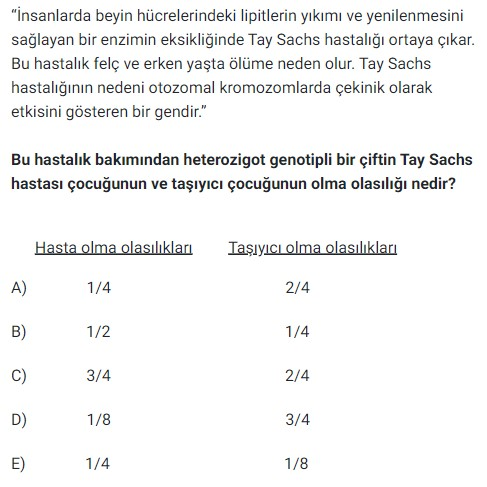 “İnsanlarda beyin hücrelerindeki lipitlerin yıkımı ve yenilenmesini
sağlayan bir enzimin eksikliğinde Tay Sachs hastalığı ortaya çıkar.
Bu hastalık felç ve erken yaşta ölüme neden olur. Tay Sachs
hastalığının nedeni otozomal kromozomlarda çekinik olarak
etkisini gösteren bir gendir.”
Bu hastalık bakımından heterozigot genotipli bir çiftin Tay Sachs
hastası çocuğunun ve taşıyıcı çocuğunun olma olasılığı nedir?
Hasta olma olasılıkları Taşıyıcı olma olasılıkları
A) 1/4 2/4
B) 1/2 1/4
C) 3/4 2/4
D) 1/8 3/4
E) 1/4 1/8